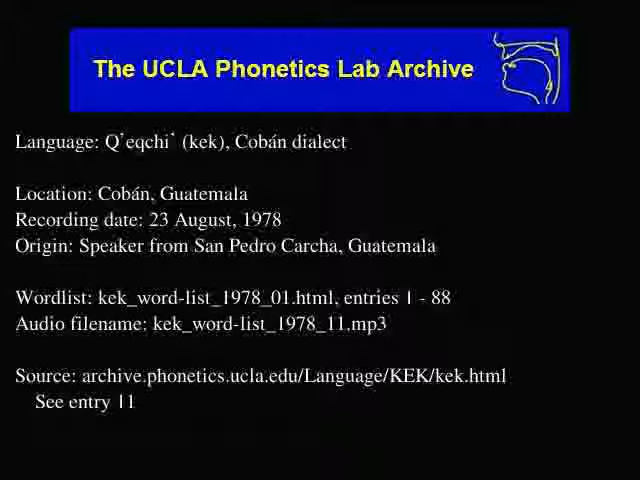 The UCLA Phonetics Lab Archive
Language: Q'eqchi` (kek), Cobán dialect
Location: Cobán, Guatemala
Recording date: 23 August, 1978
Origin: Speaker from San Pedro Carcha, Guatemala
Wordlist: kek_word-list_1978_01.html, entries 1 - 88
Audio filename: kek_word-list_1978_11.mp3
Source: archive.phonetics.ucla.edu/Language/KEK/kek.html
See entry 11